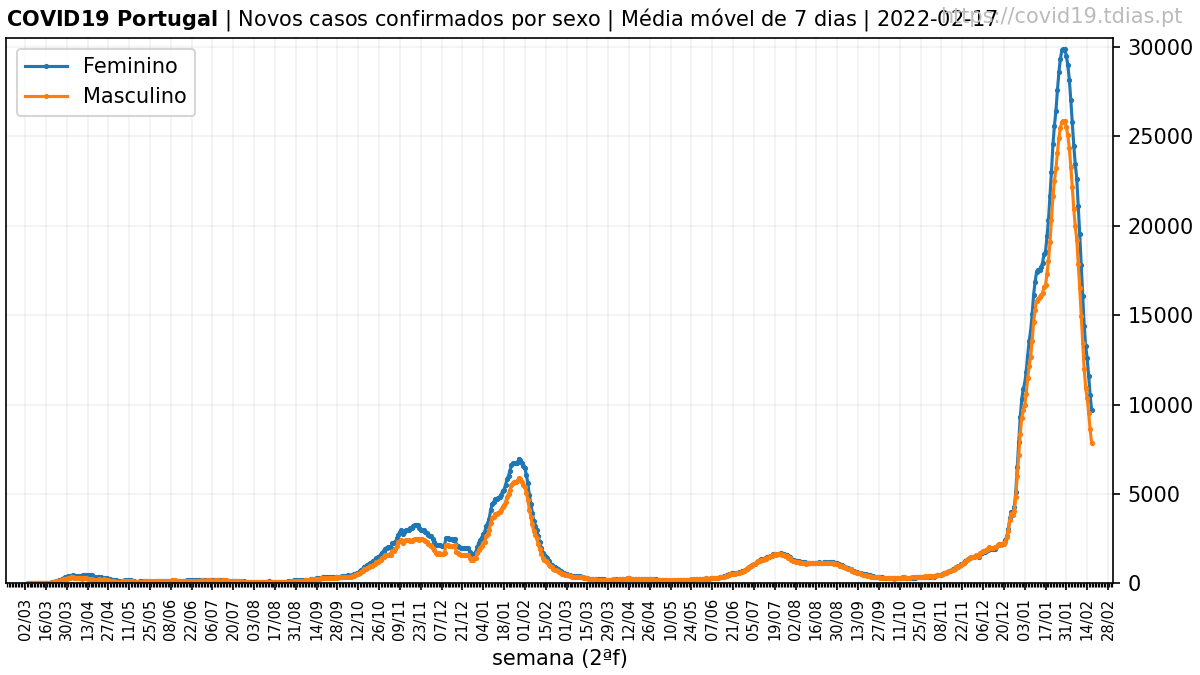 COVID19 Portugal | Novos casos confirmados por sexo | Média móvel de 7 dias | 2022-02-17
https://covid19.tdias.pt
Feminino
Masculino
30000
25000
20000
15000
10000
5000
0
02/03 16/03 30/03 13/04 27/04 11/05 25/05 08/06 22/06 06/07 20/07 03/08 17/08 31/08 14/09 28/09 12/10 26/10 09/11 23/11 07/12 21/12 04/01 18/01 01/02 15/02 01/03 15/03 29/03 12/04 26/04 10/05 24/05 07/06 21/06 05/07 19/07 02/08 16/08 30/08 13/09 27/09 11/10 25/10 08/11 22/11 06/12 20/12 03/01 17/01 31/01 14/02 28/02
semana (2ªf)